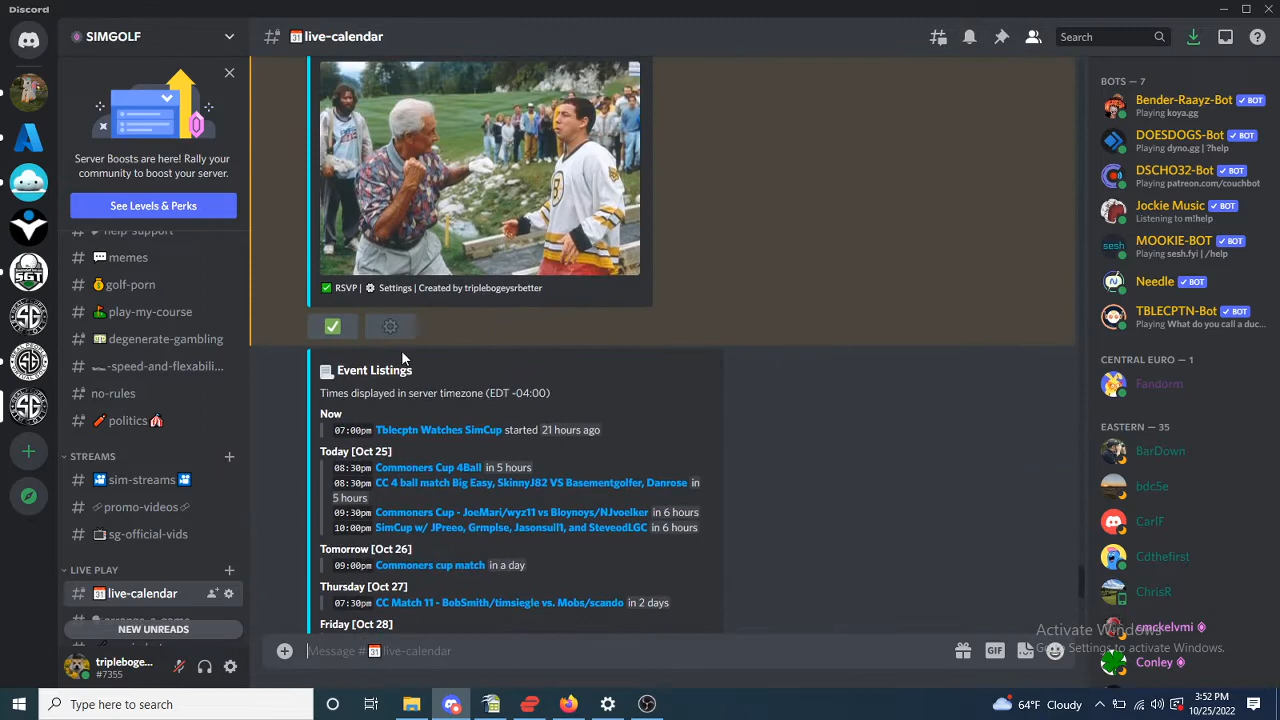 Discord
SIMGOLF
live-calendar
Search
Server Boosts are here! Rally your
community to boost your server.
See Levels & Perks
help-support
memes
golf-porn
play-my-course
degenerate-gambling
-speed-and-flexabili...
no-rules
politics
STREAMS
sim-streams
promo-videos
sg-official-vids
LIVE PLAY
live-calendar
NEW UNREADS
tripleboge...
#7355
RSVP | Settings | Created by triplebogeysrbetter
Event Listings
Times displayed in server timezone (EDT -04:00)
Now
07:00pm Tblecptn Watches SimCup started 21 hours ago
Today [Oct 25]
08:30pm Commoners Cup 4Ball in 5 hours
08:30pm CC 4 ball match Big Easy, SkinnyJ82 VS Basementgolfer, Danrose in
5 hours
09:30pm Commoners Cup - JoeMari/wyz11 vs Bloynoys/NJvoelker in 6 hours
10:00pm SimCup w/ JPreeo, Grmplse, Jasonsull1, and SteveodLGC in 6 hours
Tomorrow [Oct 26]
09:00pm Commoners cup match in a day
Thursday [Oct 27]
07:30pm CC Match 11 - BobSmith/timsiegle vs. Mobs/scando in 2 days
Friday [Oct 28]
Message # live-calendar
GIF
BOTS — 7
Bender-Raayz-Bot BOT
Playing koya.gg
DOESDOGS-Bot BOT
Playing dyno.gg | ?help
DSCHO32-Bot BOT
Playing patreon.com/couchbot
Jockie Music BOT
Listening to m!help
MOOKIE-BOT BOT
Playing sesh.fyi | /help
Needle BOT
TBLECPTN-Bot BOT
Playing What do you call a duc...
CENTRAL EURO — 1
Fandorm
EASTERN — 35
BarDown
bdc5e
CarlF
Cdthefirst
ChrisR
cmckelvmi
Conley
Activate Windows
Go to Settings to activate Windows.
Type here to search
64°F Cloudy
3:52 PM
10/25/2022